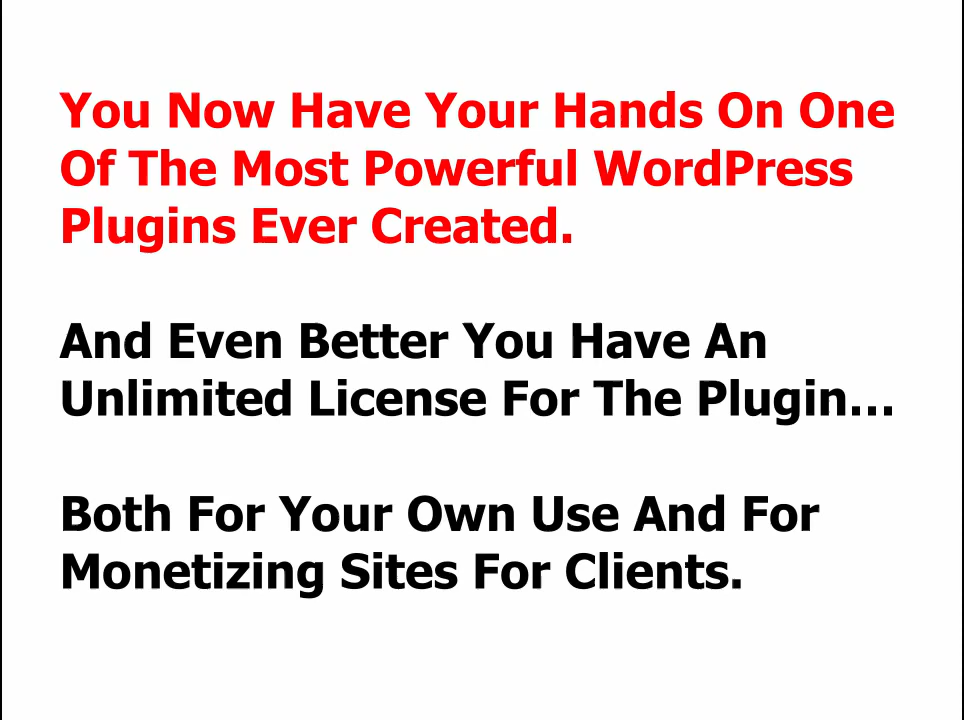 You Now Have Your Hands On One
Of The Most Powerful WordPress
Plugins Ever Created.
And Even Better You Have An
Unlimited License For The Plugin...
Both For Your Own Use And For
Monetizing Sites For Clients.